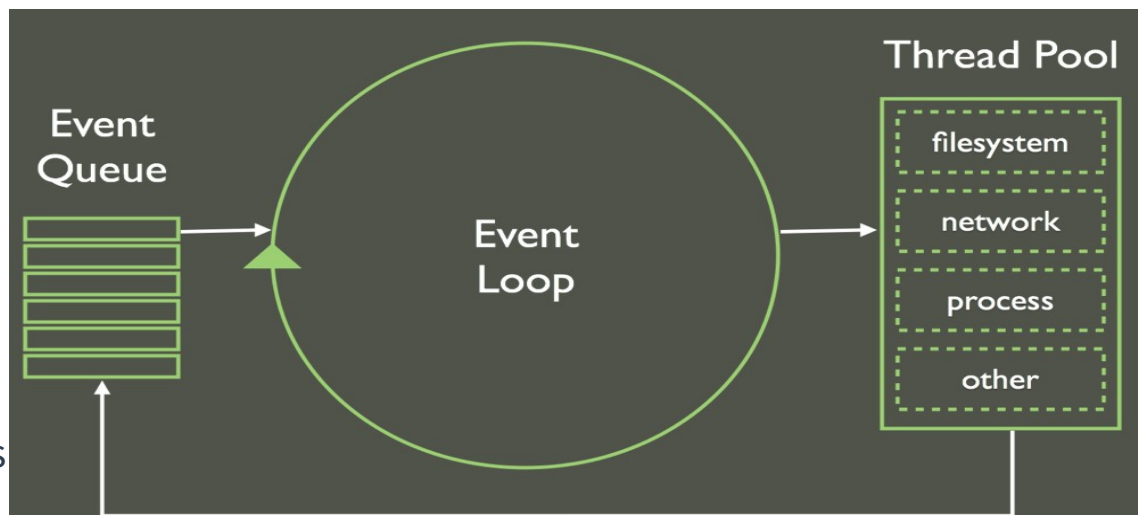 Event
Queue
Event
Loop
Thread Pool
filesystem
network
process
other
s